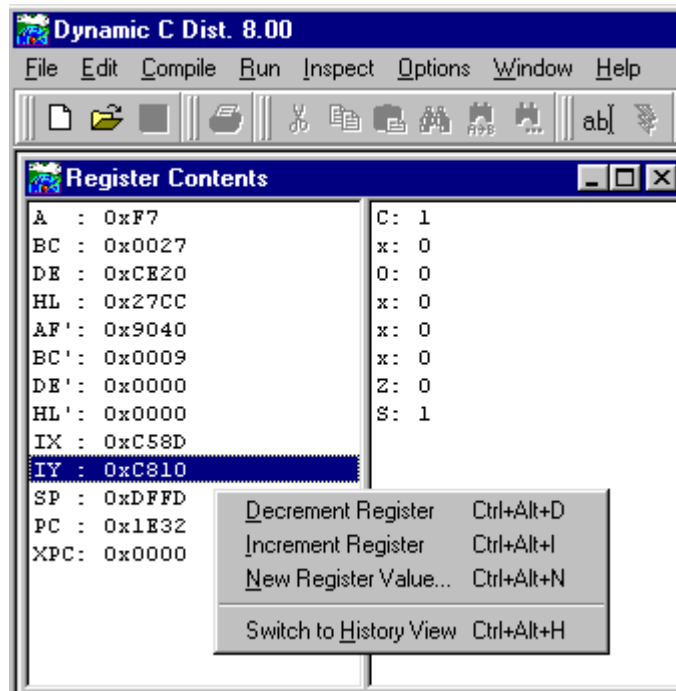 Dynamic C Dist. 8.00
File Edit Compile Run Inspect Options Window Help
ab
Register Contents
A : 0xF7
BC : 0x0027
DE : 0xCE20
HL : 0x27CC
AF': 0x9040
BC': 0x0009
DE': 0x0000
HL': 0x0000
IX : 0xC58D
IY : 0xC810
SP : 0xDFFD
PC : 0x1E32
XPC: 0x0000
C: 1
x: 0
O: 0
x: 0
x: 0
x: 0
Z: 0
S: 1
Decrement Register Ctrl+Alt+D
Increment Register Ctrl+Alt+I
New Register Value... Ctrl+Alt+N
Switch to History View Ctrl+Alt+H